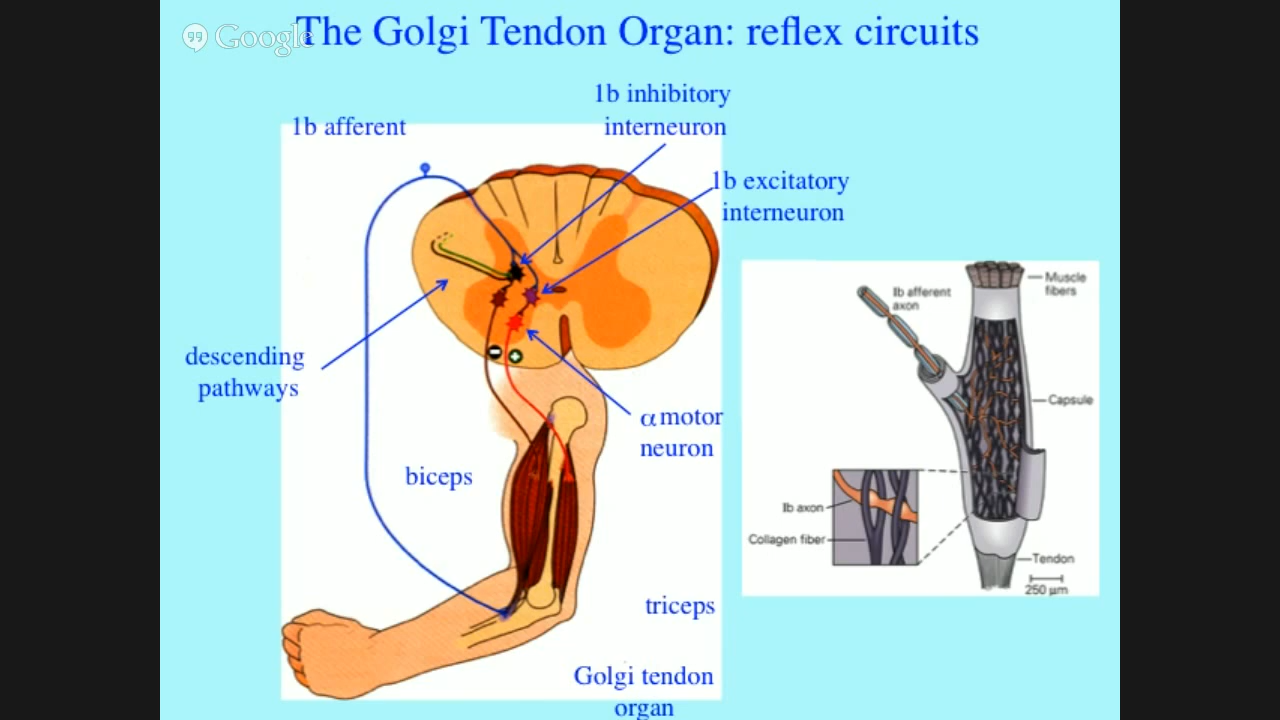 The Golgi Tendon Organ: reflex circuits
Google
1b inhibitory
interneuron
1b afferent
1b excitatory
interneuron
descending
pathways
α motor
neuron
biceps
triceps
Golgi tendon
organ
Muscle
fibers
Ib afferent
axon
Capsule
Ib axon
Collagen fiber
Tendon
250 μm
- +